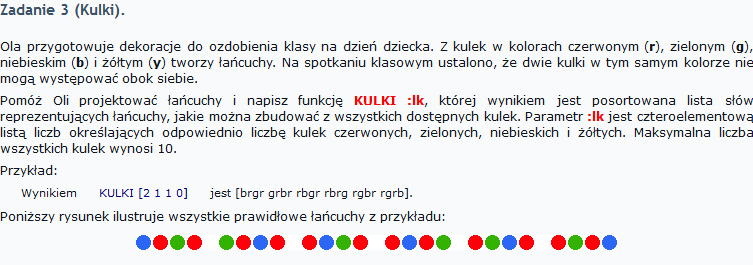 Zadanie 3 (Kulki).
Ola przygotowuje dekoracje do ozdobienia klasy na dzień dziecka. Z kulek w kolorach czerwonym (r), zielonym (g),
niebieskim (b) i żółtym (y) tworzy łańcuchy. Na spotkaniu klasowym ustalono, że dwie kulki w tym samym kolorze nie
mogą występować obok siebie.
Pomóż Oli projektować łańcuchy i napisz funkcję KULKI :lk, której wynikiem jest posortowana lista słów
reprezentujących łańcuchy, jakie można zbudować z wszystkich dostępnych kulek. Parametr :lk jest czteroelementową
listą liczb określających odpowiednio liczbę kulek czerwonych, zielonych, niebieskich i żółtych. Maksymalna liczba
wszystkich kulek wynosi 10.
Przykład:
Wynikiem KULKI [2 1 1 0] jest [brgr grbr rbgr rbrg rgbr rgrb].
Poniższy rysunek ilustruje wszystkie prawidłowe łańcuchy z przykładu: